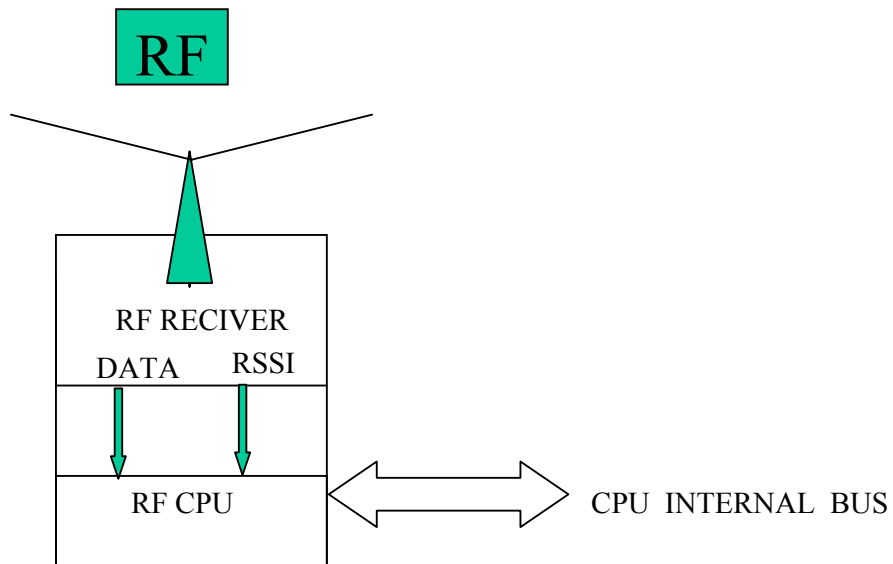 RF
RF RECIVER
DATA RSSI
RF CPU
CPU INTERNAL BUS